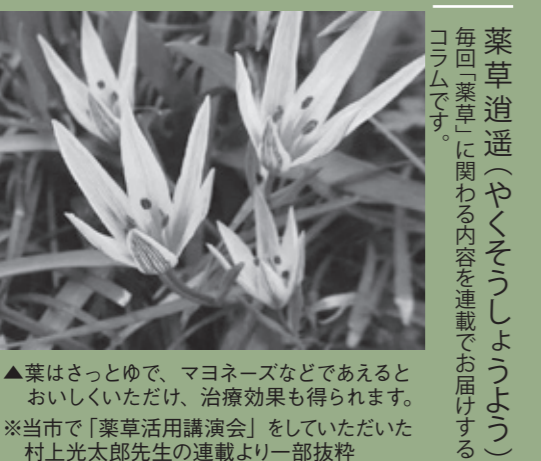 薬草逍遥（やくそうしょうよう）
毎回「薬草」に関わる内容を連載でお届けする
コラムです。
▲葉はさっとゆで、マヨネーズなどであえると
おいしくいただけ、治療効果も得られます。
※当市で「薬草活用講演会」をしていただいた
村上光太郎先生の連載より一部抜粋